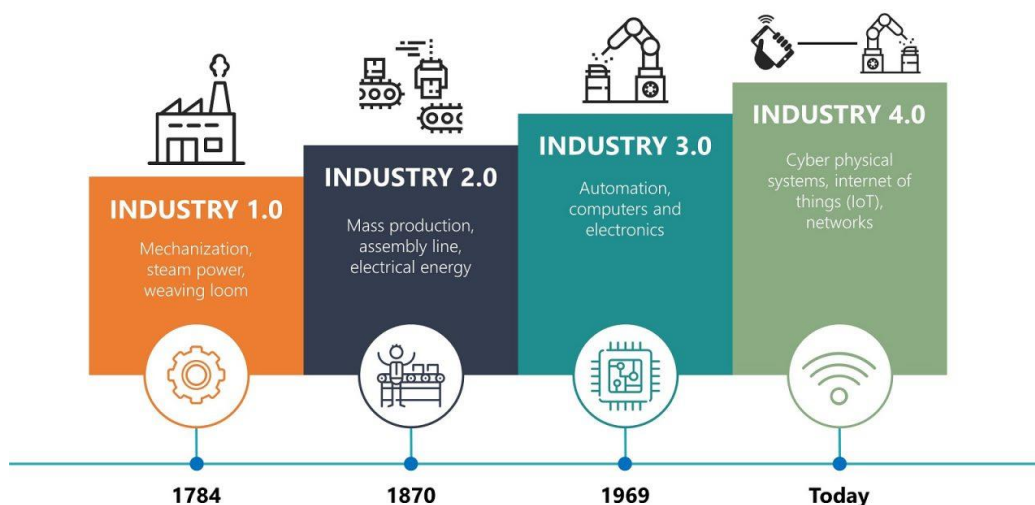 INDUSTRY 1.0
Mechanization,
steam power,
weaving loom
INDUSTRY 2.0
Mass production,
assembly line,
electrical energy
INDUSTRY 3.0
Automation,
computers and
electronics
INDUSTRY 4.0
Cyber physical
systems, internet of
things (IoT),
networks
1784
1870
1969
Today